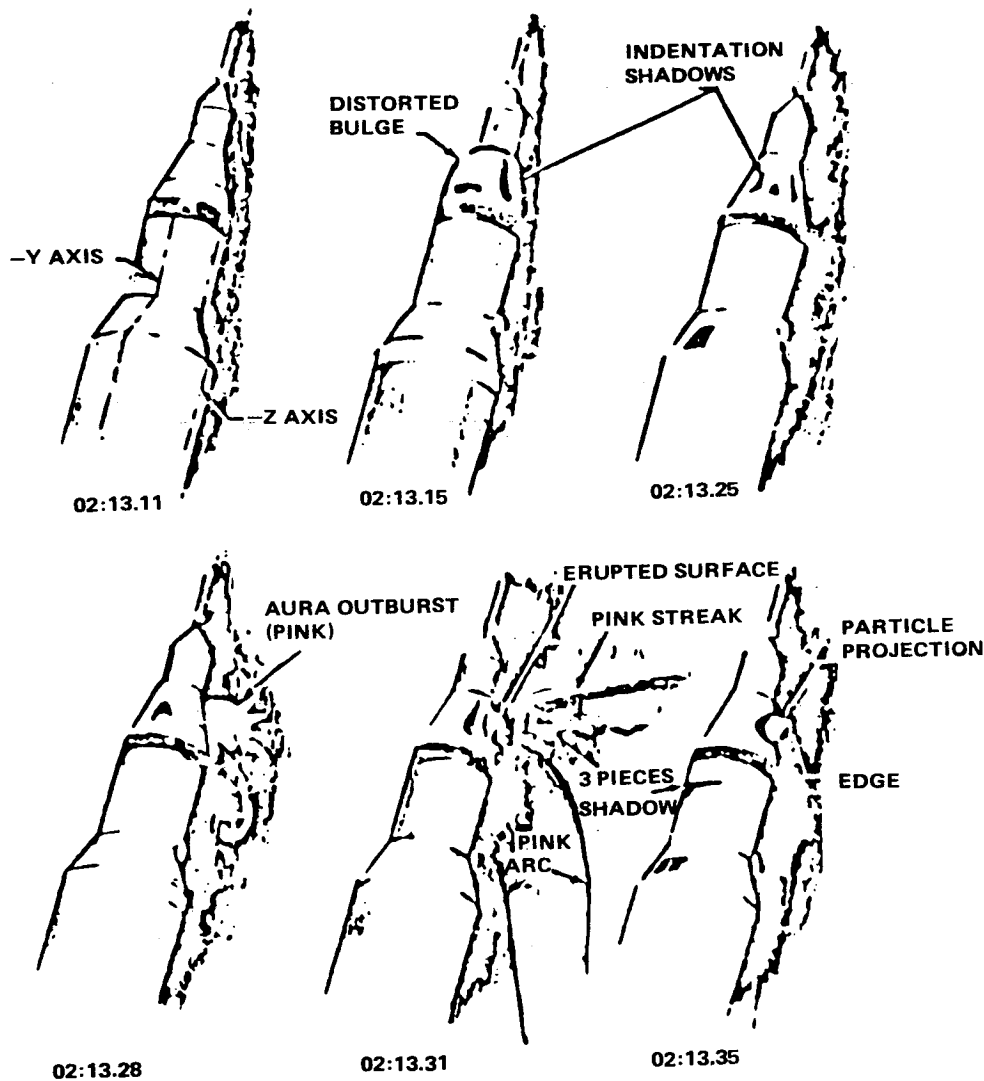 INDENTATION
SHADOWS
DISTORTED
BULGE
–Y AXIS
–Z AXIS
02:13.11
02:13.15
02:13.25
ERUPTED SURFACE
AURA OUTBURST
(PINK)
PINK STREAK
PARTICLE
PROJECTION
3 PIECES
SHADOW
EDGE
PINK
ARC
02:13.28
02:13.31
02:13.35